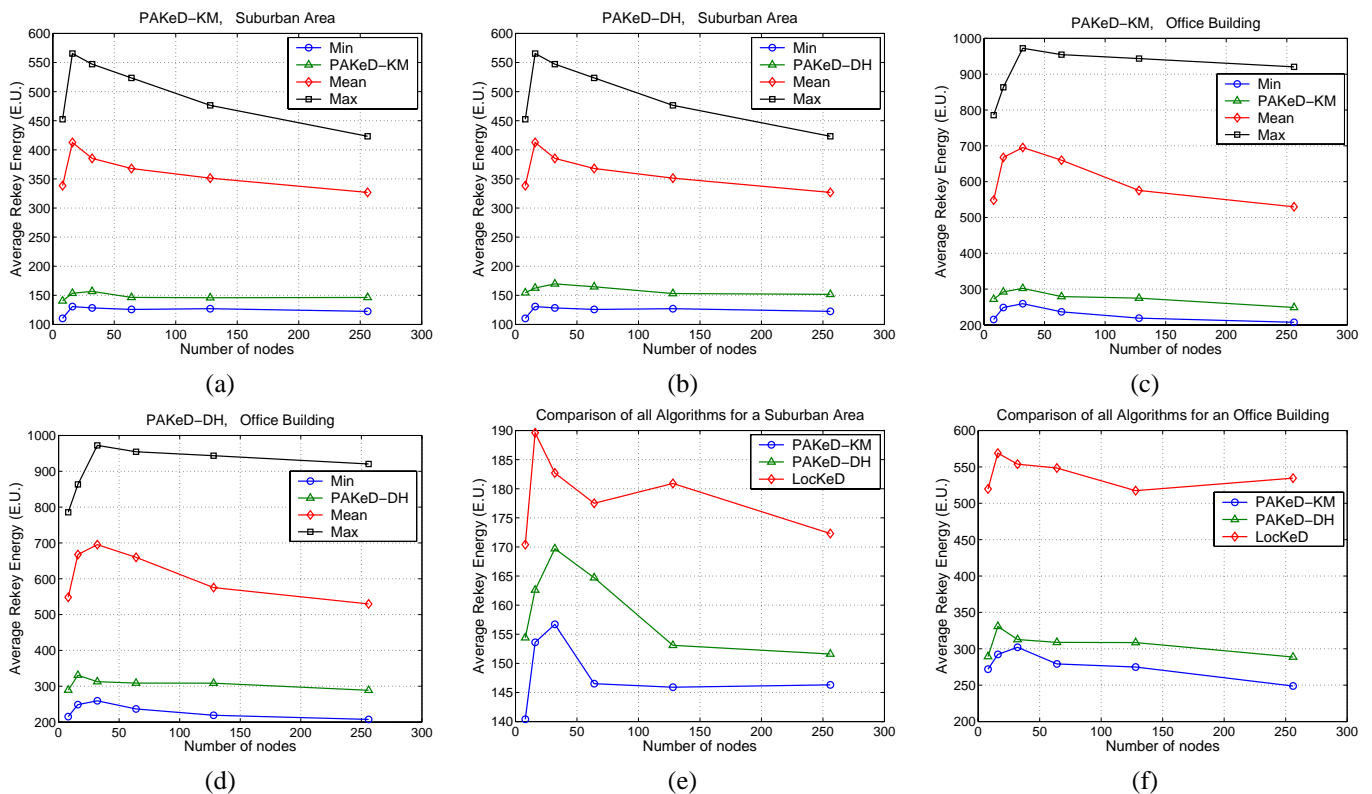 PAKeD-KM, Suburban Area
Average Rekey Energy (E.U.)
600
550
500
450
400
350
300
250
200
150
100
0
50
100
150
200
250
300
Number of nodes
Min
PAKeD-KM
Mean
Max
(a)
PAKeD-DH, Suburban Area
Average Rekey Energy (E.U.)
600
550
500
450
400
350
300
250
200
150
100
0
50
100
150
200
250
300
Number of nodes
Min
PAKeD-DH
Mean
Max
(b)
PAKeD-KM, Office Building
Average Rekey Energy (E.U.)
1000
900
800
700
600
500
400
300
200
0
50
100
150
200
250
300
Number of nodes
Min
PAKeD-KM
Mean
Max
(c)
PAKeD-DH, Office Building
Average Rekey Energy (E.U.)
1000
900
800
700
600
500
400
300
200
0
50
100
150
200
250
300
Number of nodes
Min
PAKeD-DH
Mean
Max
(d)
Comparison of all Algorithms for a Suburban Area
Average Rekey Energy (E.U.)
190
185
180
175
170
165
160
155
150
145
140
0
50
100
150
200
250
300
Number of nodes
PAKeD-KM
PAKeD-DH
LocKeD
(e)
Comparison of all Algorithms for an Office Building
Average Rekey Energy (E.U.)
600
550
500
450
400
350
300
250
200
0
50
100
150
200
250
300
Number of nodes
PAKeD-KM
PAKeD-DH
LocKeD
(f)